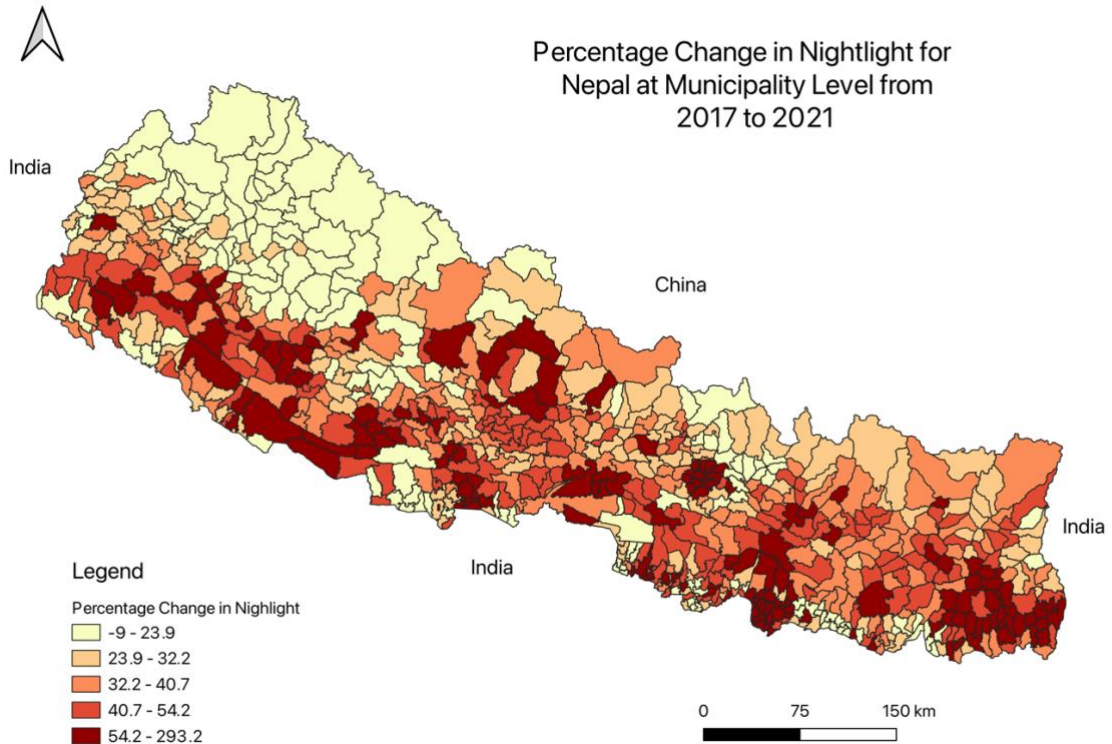 Percentage Change in Nightlight for
Nepal at Municipality Level from
2017 to 2021
India
China
India
India
Legend
Percentage Change in Nighlight
-9 - 23.9
23.9 - 32.2
32.2 - 40.7
40.7 - 54.2
54.2 - 293.2
0 75 150 km